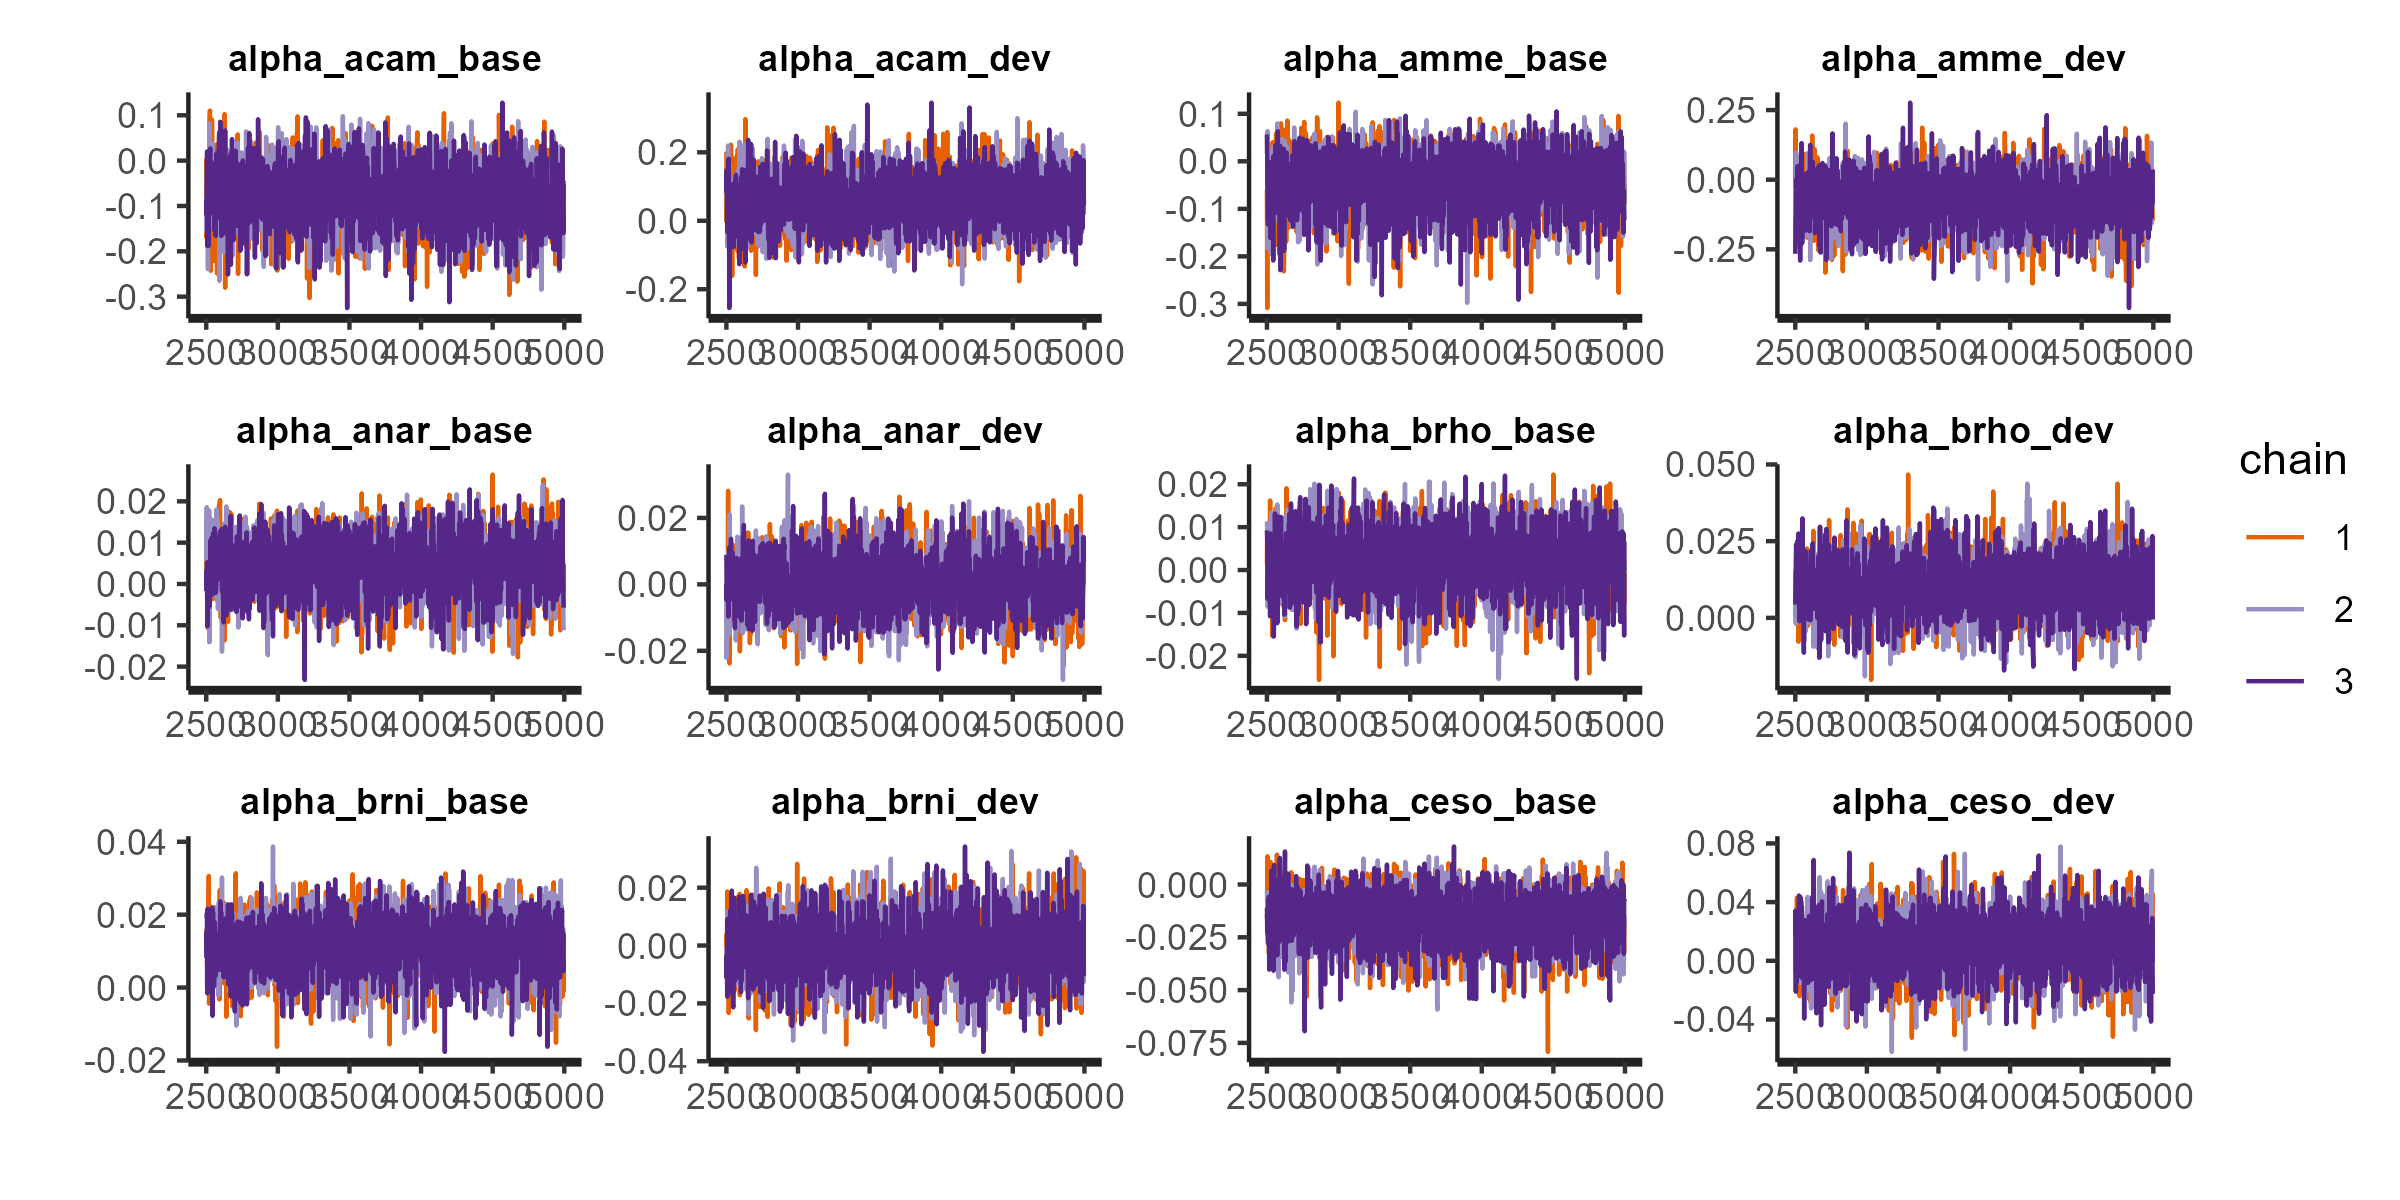 alpha_acam_base alpha_acam_dev alpha_amme_base alpha_amme_dev
0.1 0.0 -0.1 -0.2 -0.3
0.2 0.0 -0.2
0.1 0.0 -0.1 -0.2 -0.3
0.25 0.00 -0.25
2500 3000 3500 4000 4500 5000 2500 3000 3500 4000 4500 5000 2500 3000 3500 4000 4500 5000 2500 3000 3500 4000 4500 5000
alpha_anar_base alpha_anar_dev alpha_brho_base alpha_brho_dev
0.02 0.01 0.00 -0.01 -0.02
0.02 0.00 -0.02
0.02 0.01 0.00 -0.01 -0.02
0.050 0.025 0.000
2500 3000 3500 4000 4500 5000 2500 3000 3500 4000 4500 5000 2500 3000 3500 4000 4500 5000 2500 3000 3500 4000 4500 5000
alpha_brni_base alpha_brni_dev alpha_ceso_base alpha_ceso_dev
0.04 0.02 0.00 -0.02
0.02 0.00 -0.02 -0.04
0.000 -0.025 -0.050 -0.075
0.08 0.04 0.00 -0.04
2500 3000 3500 4000 4500 5000 2500 3000 3500 4000 4500 5000 2500 3000 3500 4000 4500 5000 2500 3000 3500 4000 4500 5000
chain
1
2
3